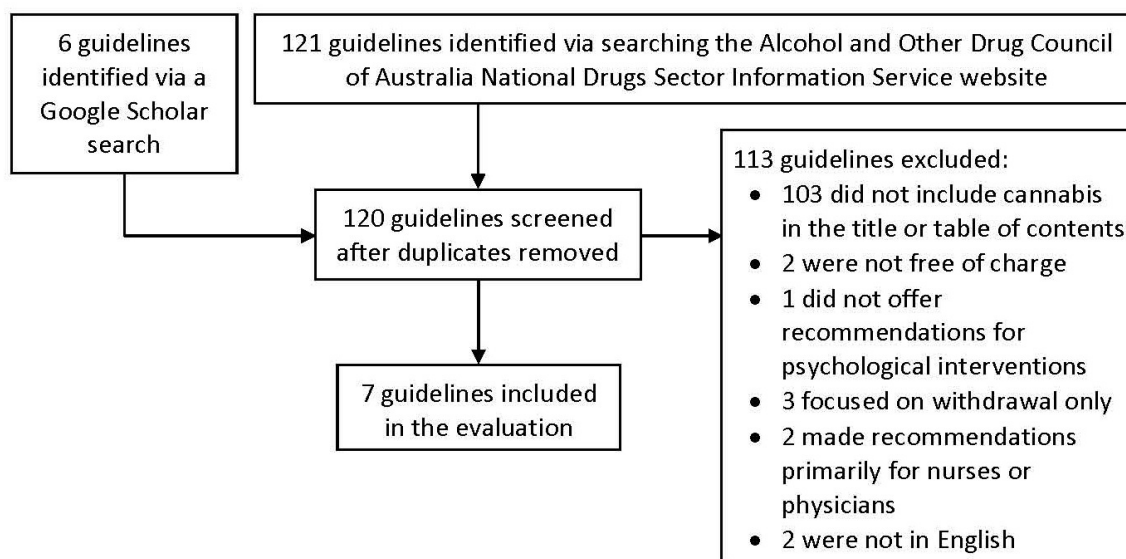 6 guidelines
identified via a
Google Scholar
search
121 guidelines identified via searching the Alcohol and Other Drug Council
of Australia National Drugs Sector Information Service website
120 guidelines screened
after duplicates removed
113 guidelines excluded:
• 103 did not include cannabis
in the title or table of contents
• 2 were not free of charge
• 1 did not offer
recommendations for
psychological interventions
• 3 focused on withdrawal only
• 2 made recommendations
primarily for nurses or
physicians
• 2 were not in English
7 guidelines included
in the evaluation